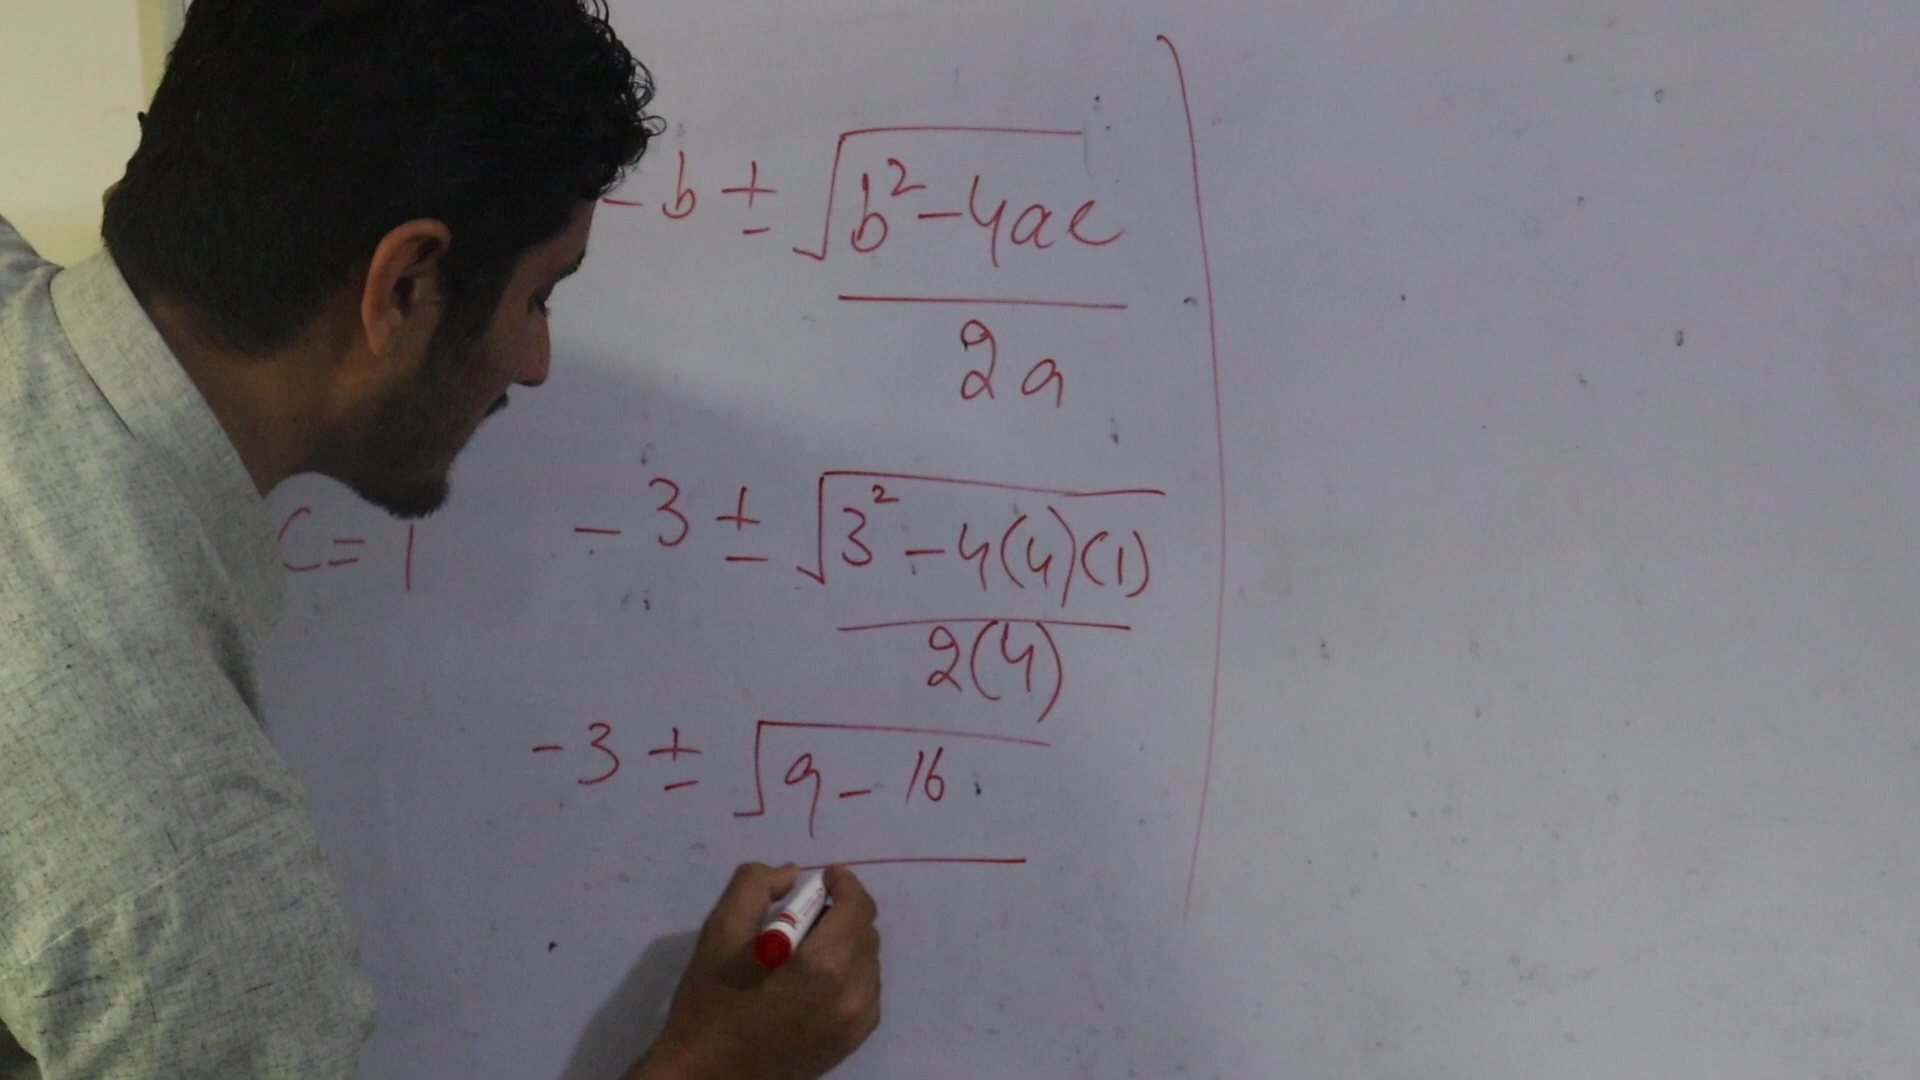 -b ± √b²-4ac
2a
c=1 -3 ± √3²-4(4)(1)
2(4)
-3 ± √9-16